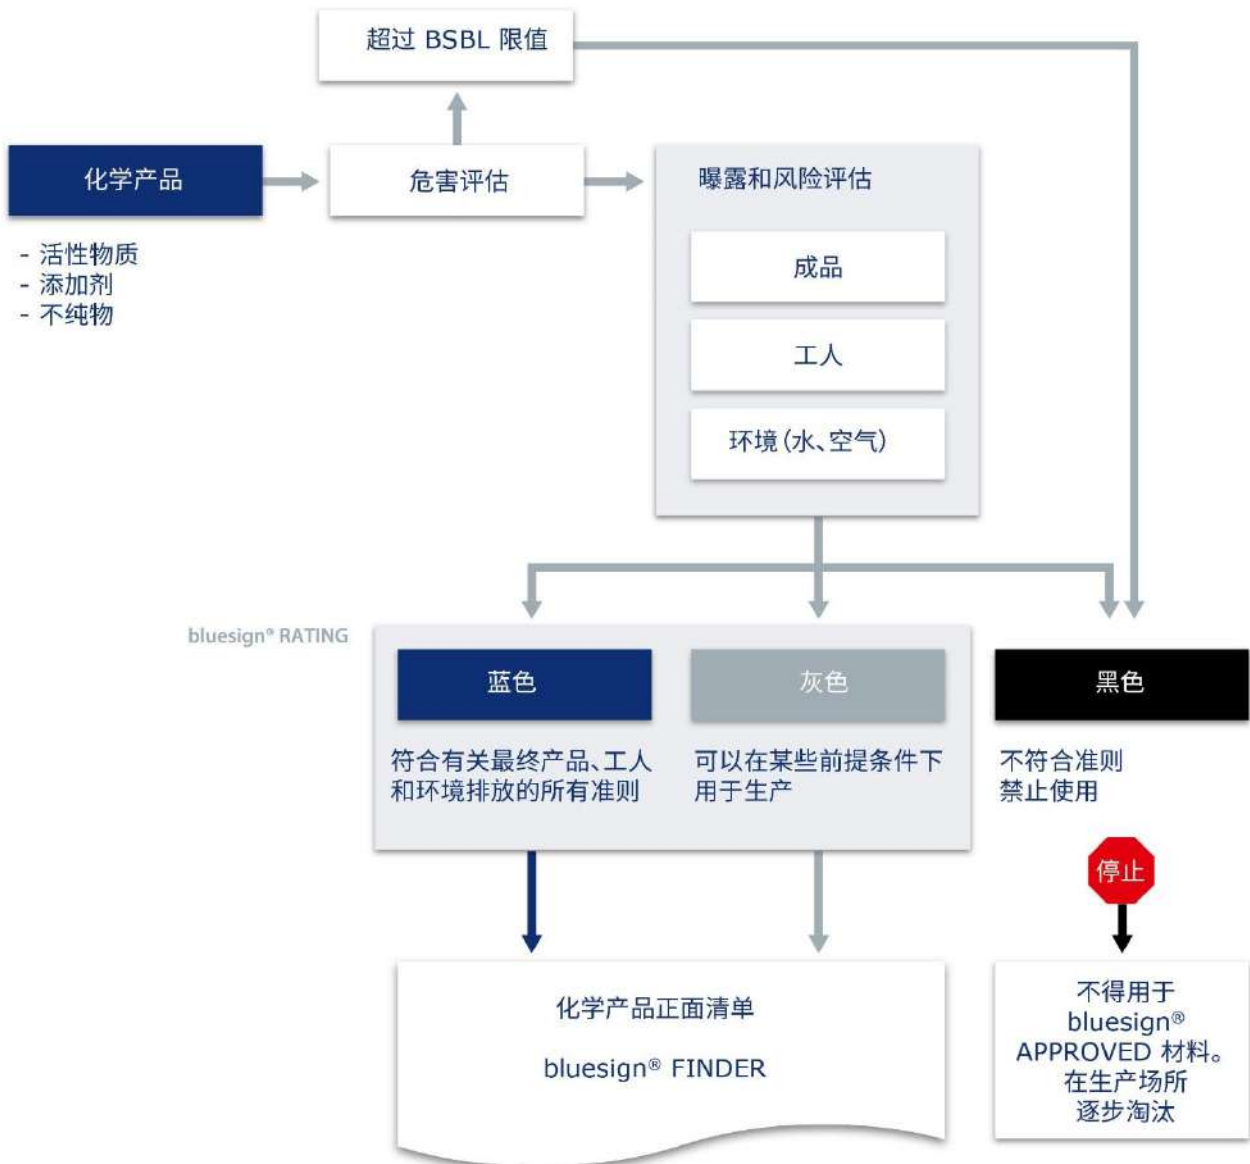 超过 BSBL 限值
化学产品
危害评估
曝露和风险评估
- 活性物质
- 添加剂
- 不纯物
成品
工人
环境（水、空气）
bluesign® RATING
蓝色
灰色
黑色
符合有关最终产品、工人
和环境排放的所有准则
可以在某些前提条件下
用于生产
不符合准则
禁止使用
停止
化学产品正面清单
bluesign® FINDER
不得用于
bluesign®
APPROVED 材料。
在生产场所
逐步淘汰